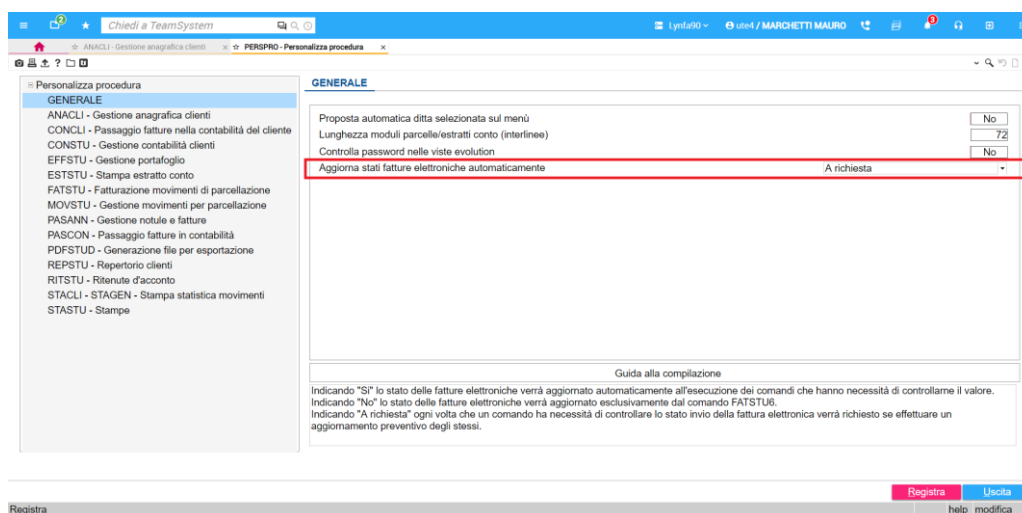 2
Chiedi a TeamSystem
Lynfa90
ute4 / MARCHETTI MAURO
3
ANACLI - Gestione anagrafica clienti x
PERSPRO - Personalizza procedura x
Personalizza procedura
GENERALE
ANACLI - Gestione anagrafica clienti
CONCLI - Passaggio fatture nella contabilità del cliente
CONSTU - Gestione contabilità clienti
EFFSTU - Gestione portafoglio
ESTSTU - Stampa estratto conto
FATSTU - Fatturazione movimenti di parcellazione
MOVSTU - Gestione movimenti per parcellazione
PASANN - Gestione notule e fatture
PASCON - Passaggio fatture in contabilità
PDFSTUD - Generazione file per esportazione
REPSTU - Repertorio clienti
RITSTU - Ritenute d'acconto
STACLI - STAGEN - Stampa statistica movimenti
STASTU - Stampe
GENERALE
Proposta automatica ditta selezionata sul menù No
Lunghezza moduli parcelle/estratti conto (interlinee) 72
Controlla password nelle viste evolution No
Aggiorna stati fatture elettroniche automaticamente A richiesta
Guida alla compilazione
Indicando "Si" lo stato delle fatture elettroniche verrà aggiornato automaticamente all'esecuzione dei comandi che hanno necessità di controllarne il valore.
Indicando "No" lo stato delle fatture elettroniche verrà aggiornato esclusivamente dal comando FATSTU6.
Indicando "A richiesta" ogni volta che un comando ha necessità di controllare lo stato invio della fattura elettronica verrà richiesto se effettuare un
aggiornamento preventivo degli stessi.
Registra Uscita
Registra help modifica